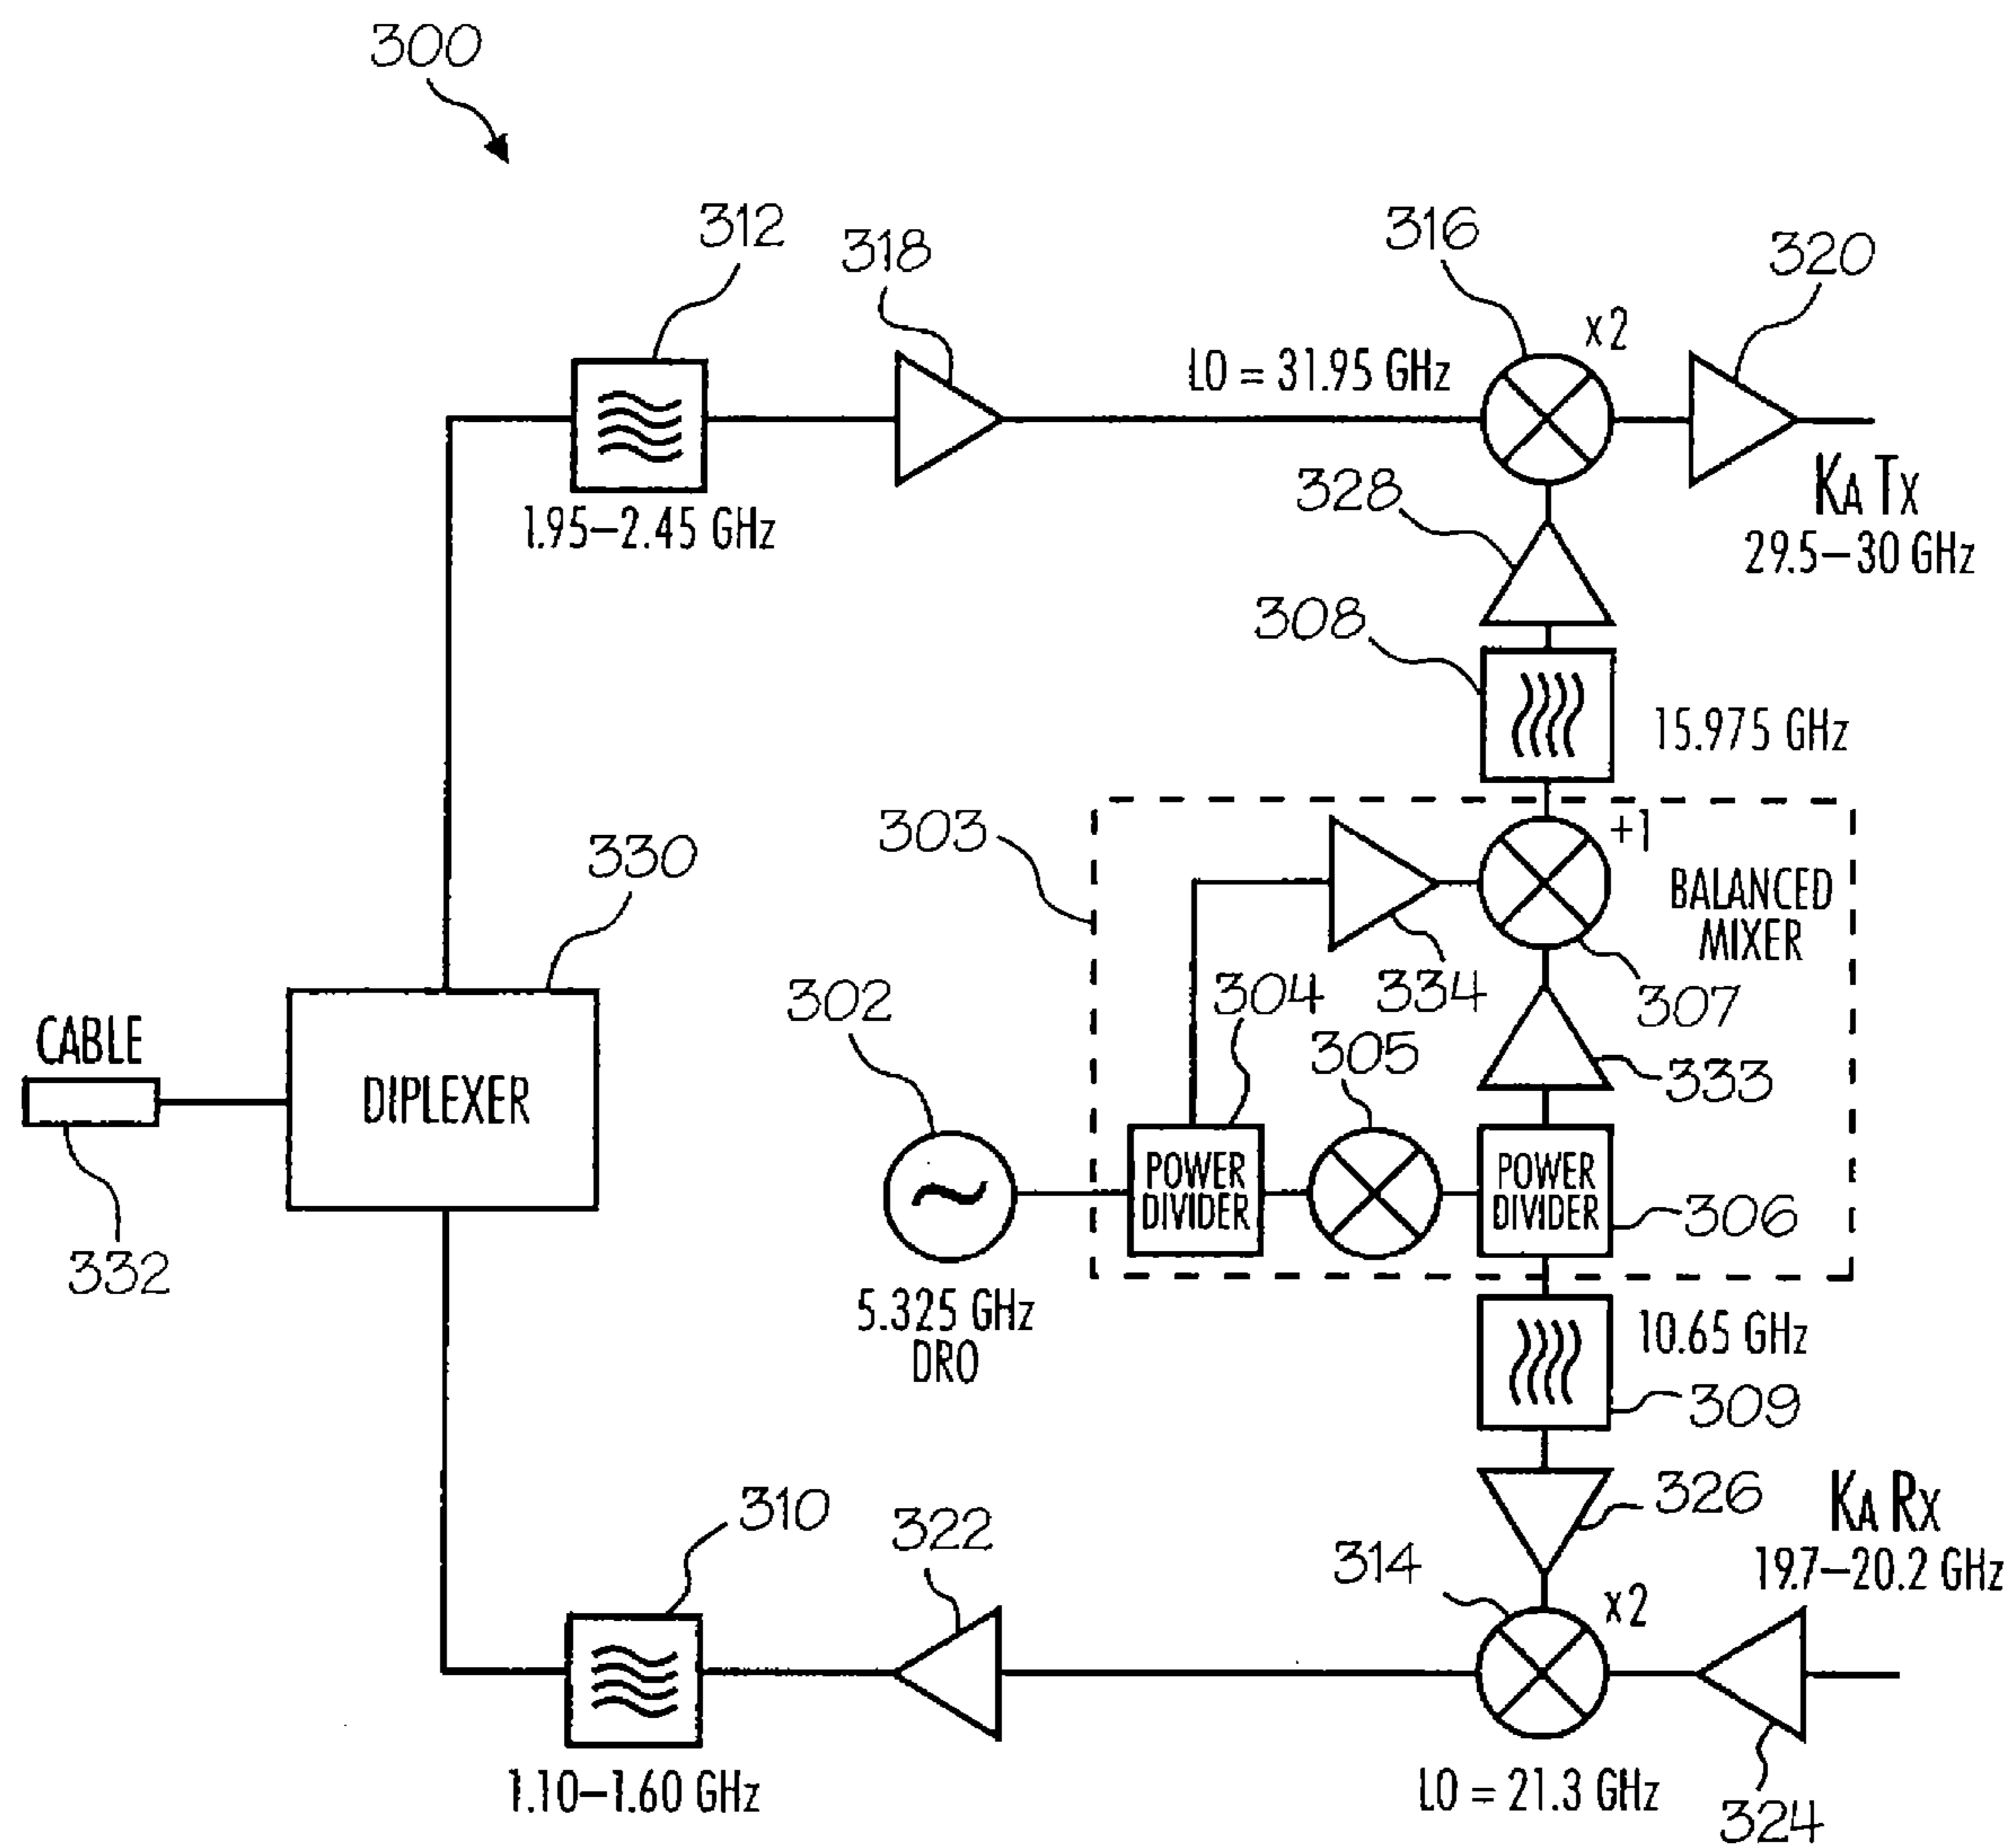 300
312
318
316
320
x2
LO = 31.95 GHz
1.95–2.45 GHz
328
KA TX
29.5–30 GHz
308
15.975 GHz
303
+1
BALANCED
MIXER
330
334
307
302
304
305
333
CABLE
DIPLEXER
POWER
DIVIDER
POWER
DIVIDER
306
332
5.325 GHz
DRO
10.65 GHz
309
326
KA RX
19.7–20.2 GHz
310
322
314
x2
1.10–1.60 GHz
LO = 21.3 GHz
324